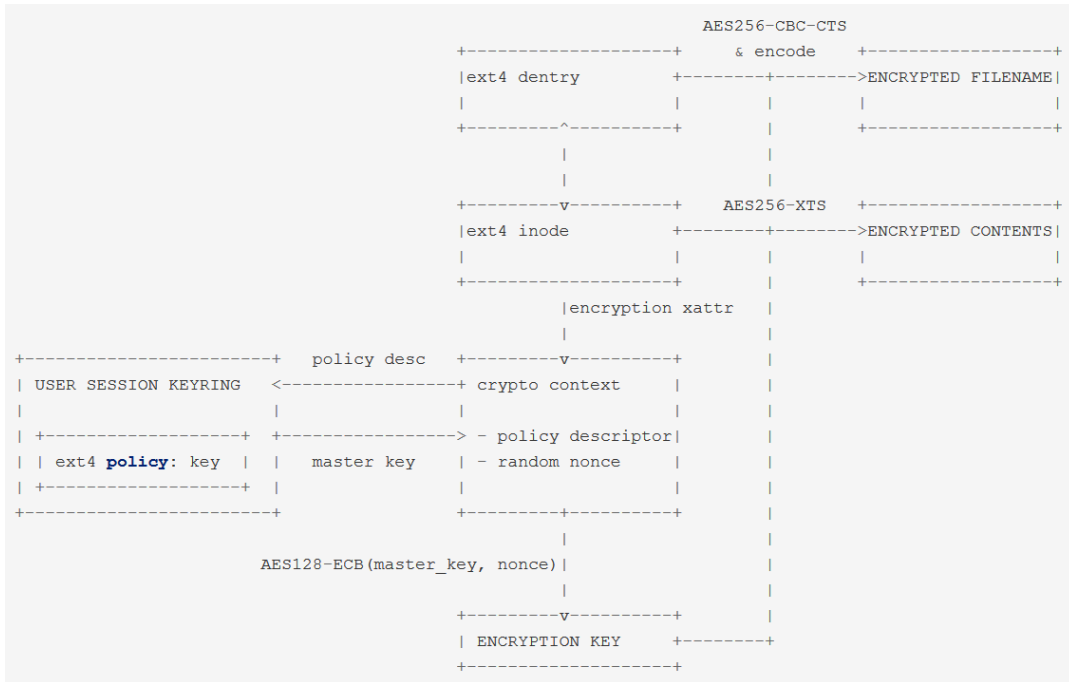 AES256-CBC-CTS
                                           +--------------------+     & encode    +------------------+
                                           |ext4 dentry         +--------+-------->ENCRYPTED FILENAME|
                                           |                    |        |        |                  |
                                           +---------^----------+        |        +------------------+
                                                     |                   |
                                                     |                   |
                                           +---------v----------+    AES256-XTS   +------------------+
                                           |ext4 inode          +--------+-------->ENCRYPTED CONTENTS|
                                           |                    |        |        |                  |
                                           +--------------------+        |        +------------------+
                                                     |encryption xattr   |
                                                     |                   |
+------------------------+   policy desc   +---------v----------+        |
| USER SESSION KEYRING   <-----------------+ crypto context     |        |
|                        |                 |                    |        |
| +-------------------+  +-----------------> - policy descriptor|        |
| | ext4 policy: key  |  |   master key    | - random nonce     |        |
| +-------------------+  |                 |                    |        |
+------------------------+                 +---------+----------+        |
                                                     |                   |
                        AES128-ECB(master_key, nonce)|                   |
                                                     |                   |
                                           +---------v----------+        |
                                           | ENCRYPTION KEY     +--------+
                                           +--------------------+